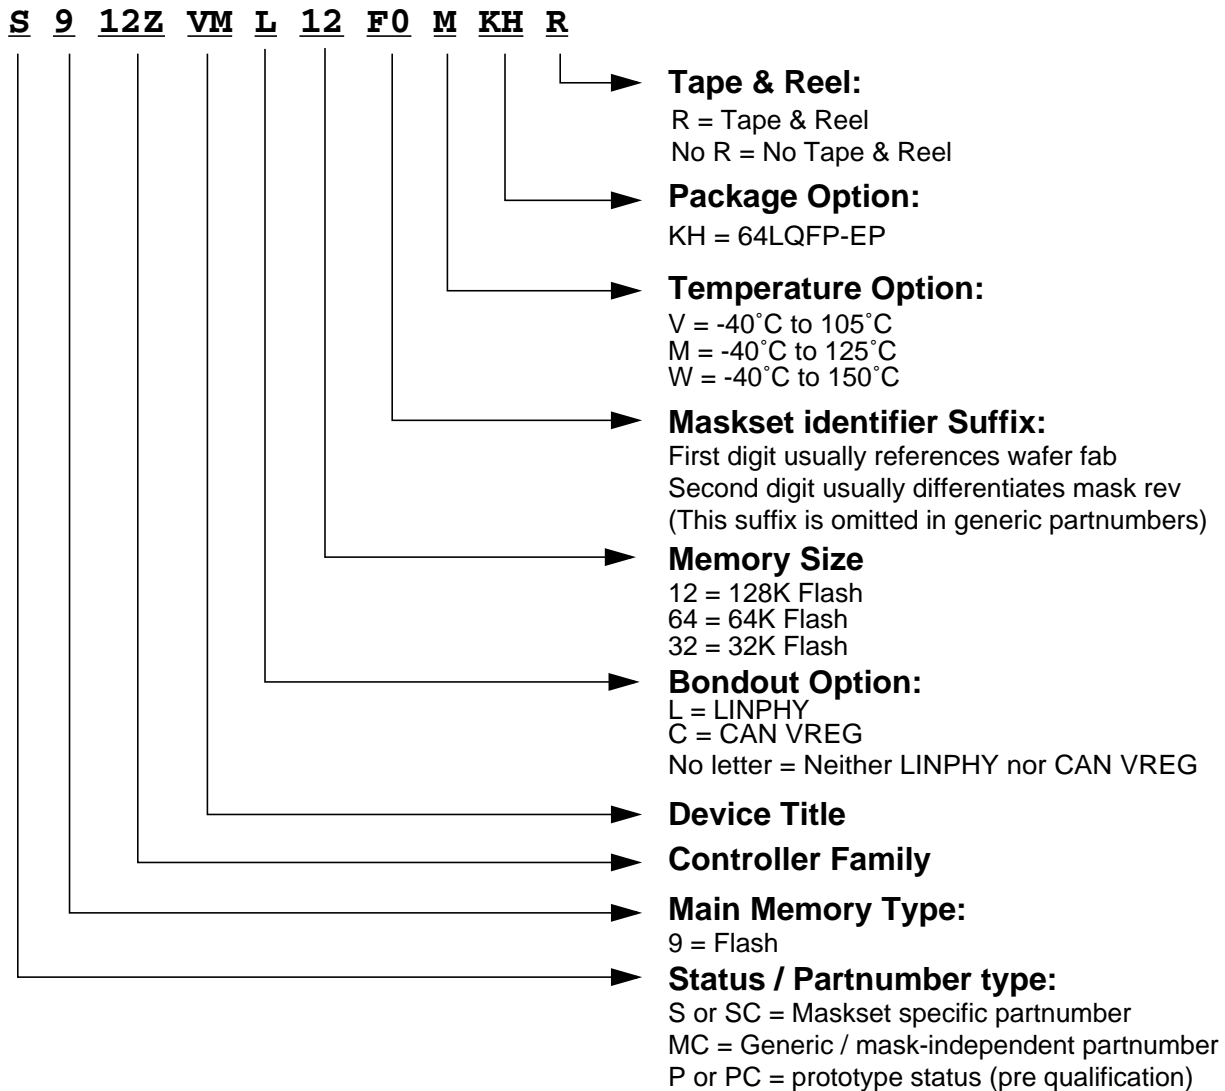 S 9 12Z VM L 12 F0 M KH R
Tape & Reel:
R = Tape & Reel
No R = No Tape & Reel
Package Option:
KH = 64LQFP-EP
Temperature Option:
V = -40˚C to 105˚C
M = -40˚C to 125˚C
W = -40˚C to 150˚C
Maskset identifier Suffix:
First digit usually references wafer fab
Second digit usually differentiates mask rev
(This suffix is omitted in generic partnumbers)
Memory Size
12 = 128K Flash
64 = 64K Flash
32 = 32K Flash
Bondout Option:
L = LINPHY
C = CAN VREG
No letter = Neither LINPHY nor CAN VREG
Device Title
Controller Family
Main Memory Type:
9 = Flash
Status / Partnumber type:
S or SC = Maskset specific partnumber
MC = Generic / mask-independent partnumber
P or PC = prototype status (pre qualification)